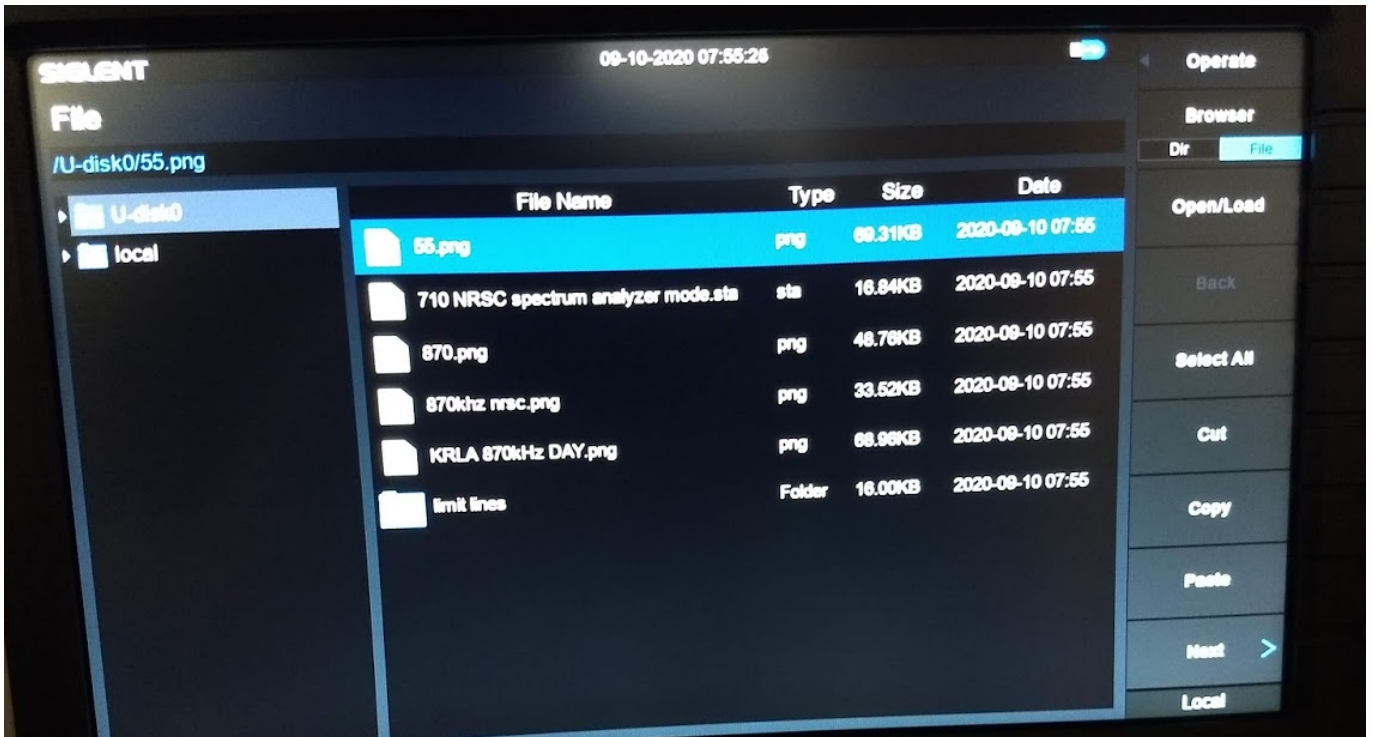 SIGLENT
09-10-2020 07:55:25
File
/U-disk0/55.png
U-disk0
local
File Name Type Size Date
55.png png 69.31KB 2020-09-10 07:55
710 NRSC spectrum analyzer mode.sta sta 16.84KB 2020-09-10 07:55
870.png png 48.76KB 2020-09-10 07:55
870khz nrsc.png png 33.52KB 2020-09-10 07:55
KRLA 870kHz DAY.png png 68.98KB 2020-09-10 07:55
limit lines Folder 16.00KB 2020-09-10 07:55
Operate
Browser
Dir File
Open/Load
Back
Select All
Cut
Copy
Paste
Next >
Local